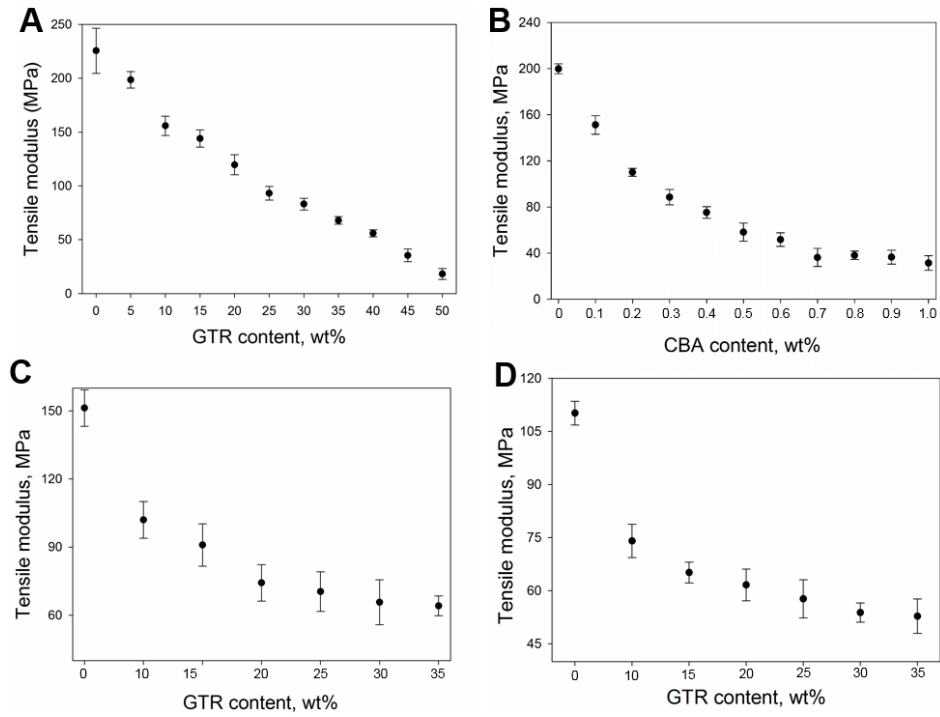 A
Tensile modulus (MPa)
250
200
150
100
50
0
0 5 10 15 20 25 30 35 40 45 50
GTR content, wt%
B
Tensile modulus, MPa
240
200
160
120
80
40
0
0 0.1 0.2 0.3 0.4 0.5 0.6 0.7 0.8 0.9 1.0
CBA content, wt%
C
Tensile modulus, MPa
150
120
90
60
0 10 15 20 25 30 35
GTR content, wt%
D
Tensile modulus, MPa
120
105
90
75
60
45
0 10 15 20 25 30 35
GTR content, wt%